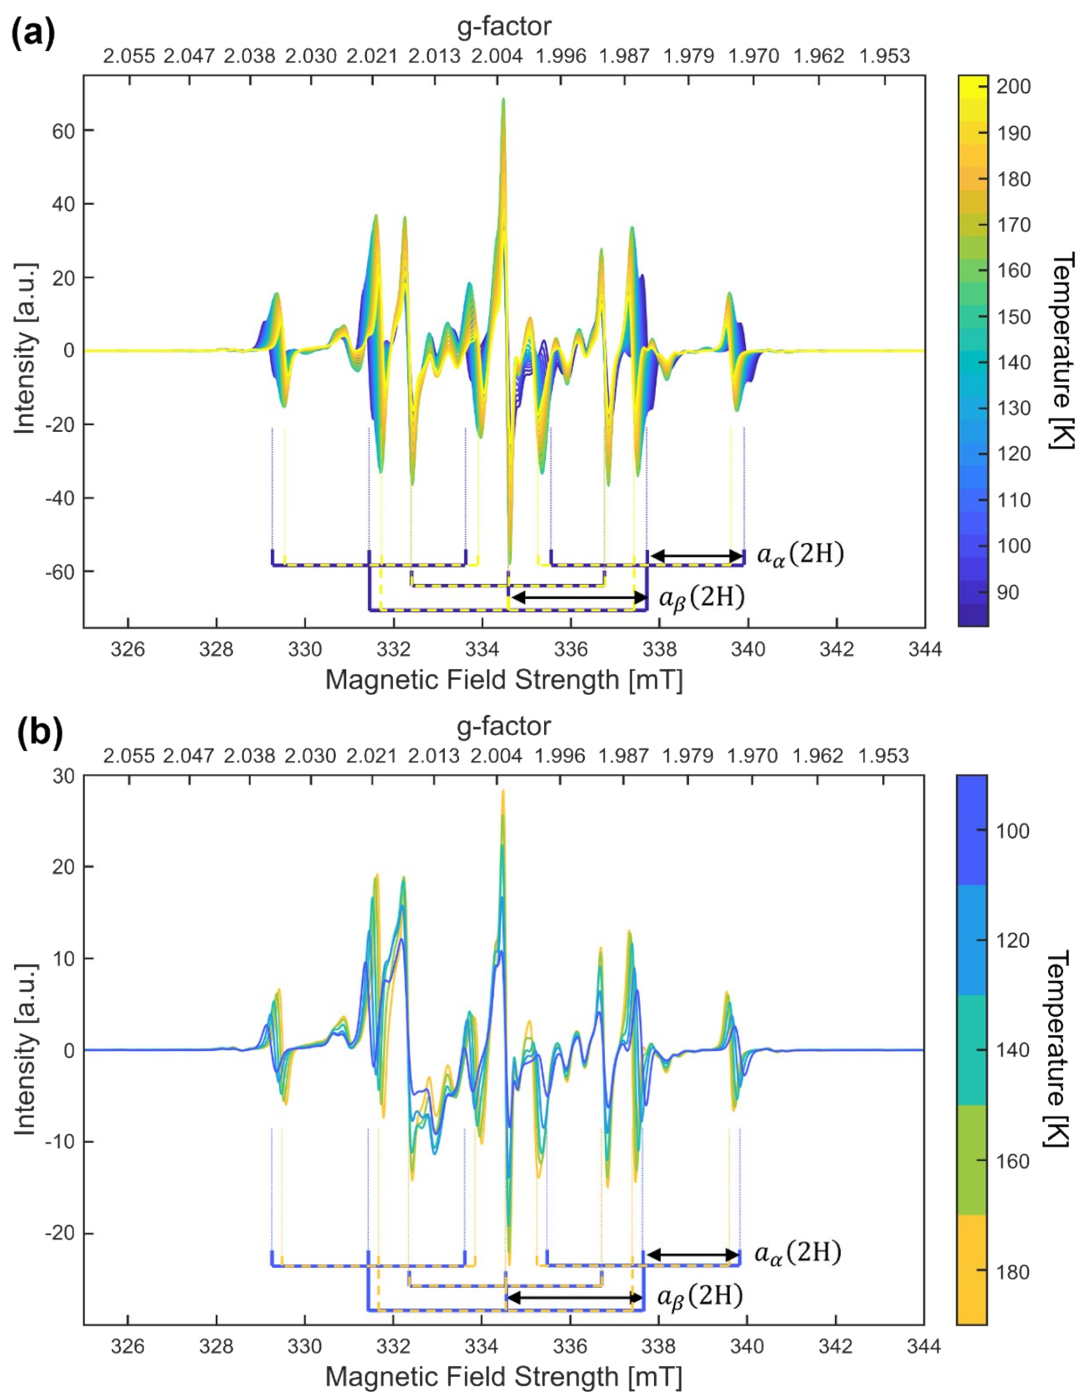 (a)
g-factor
2.055 2.047 2.038 2.030 2.021 2.013 2.004 1.996 1.987 1.979 1.970 1.962 1.953
60
40
20
0
-20
-40
-60
Intensity [a.u.]
326 328 330 332 334 336 338 340 342 344
Magnetic Field Strength [mT]
aα(2H)
aβ(2H)
200
190
180
170
160
150
140
130
120
110
100
90
Temperature [K]
(b)
g-factor
2.055 2.047 2.038 2.030 2.021 2.013 2.004 1.996 1.987 1.979 1.970 1.962 1.953
30
20
10
0
-10
-20
Intensity [a.u.]
326 328 330 332 334 336 338 340 342 344
Magnetic Field Strength [mT]
aα(2H)
aβ(2H)
100
120
140
160
180
Temperature [K]